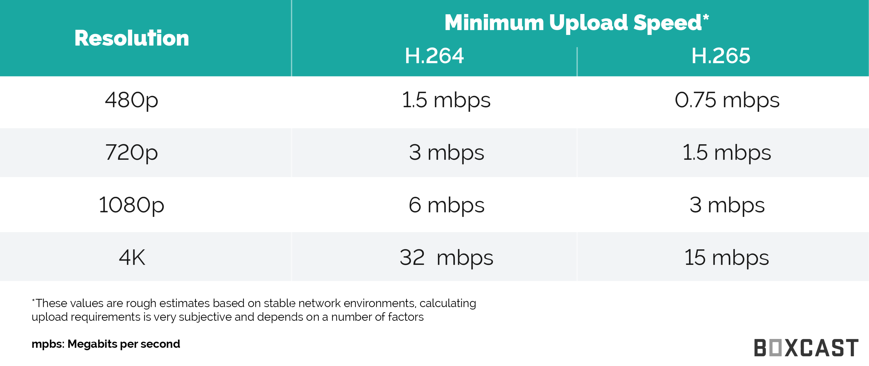 Resolution
Minimum Upload Speed*
H.264 H.265
480p 1.5 mbps 0.75 mbps
720p 3 mbps 1.5 mbps
1080p 6 mbps 3 mbps
4K 32 mbps 15 mbps
*These values are rough estimates based on stable network environments, calculating
upload requirements is very subjective and depends on a number of factors
mpbs: Megabits per second
BOXCAST